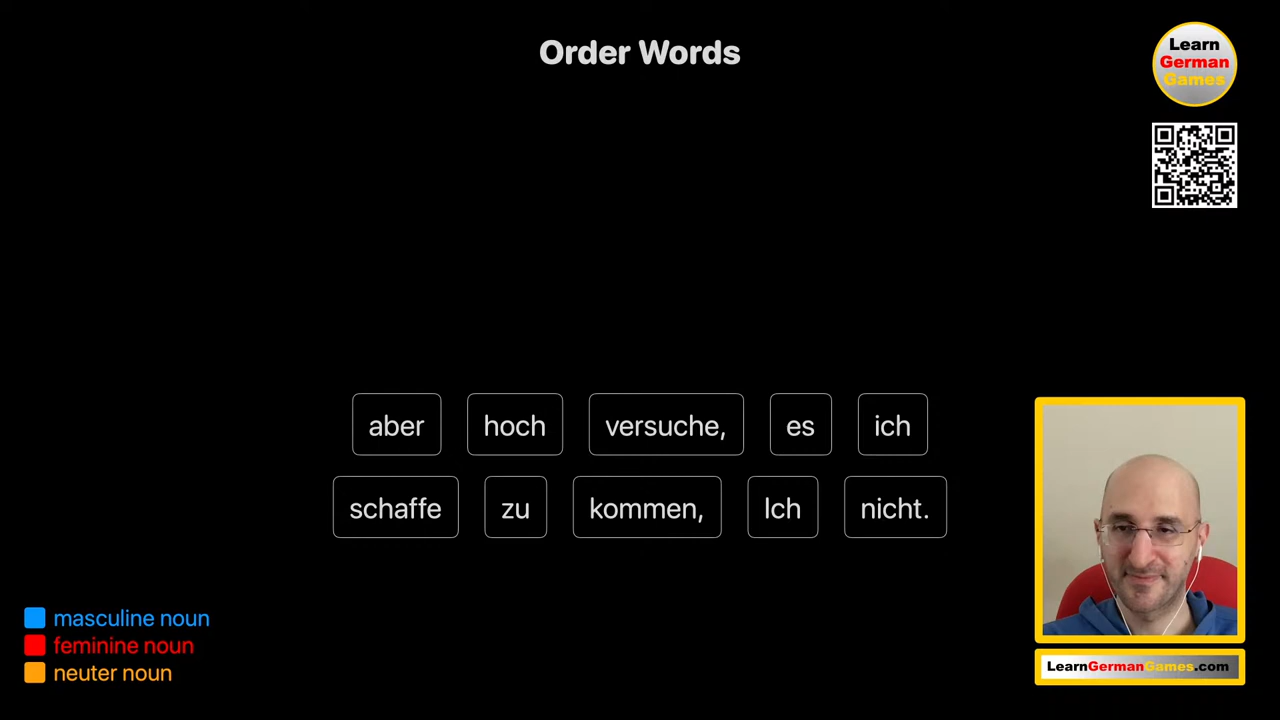 Order Words
Learn
German
Games
aber hoch versuche, es ich
schaffe zu kommen, Ich nicht.
masculine noun
feminine noun
neuter noun
LearnGermanGames.com